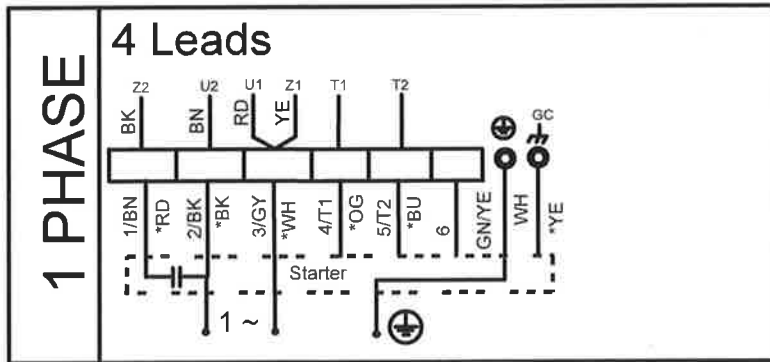 1 PHASE
4 Leads
Z2 U2 U1 Z1 T1 T2
BK BN RD YE GC
1/BN *RD 2/BK *BK 3/GY *WH 4/T1 *OG 5/T2 *BU 6 GN/YE WH *YE
Starter
1 ~